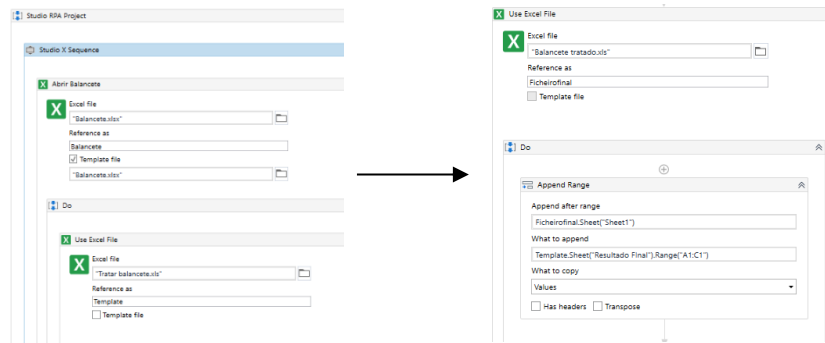 Studio RPA Project
Studio X Sequence
Abrir Balancete
Excel file
"Balancete.xlsx"
Reference as
Balancete
Template file
"Balancete.xlsx"
Do
Use Excel File
Excel file
"Tratar balancete.xls"
Reference as
Template
Template file
Use Excel File
Excel file
"Balancete tratado.xls"
Reference as
Ficheirofinal
Template file
Do
Append Range
Append after range
Ficheirofinal.Sheet("Sheet1")
What to append
Template.Sheet("Resultado FInal").Range("A1:C1")
What to copy
Values
Has headers Transpose